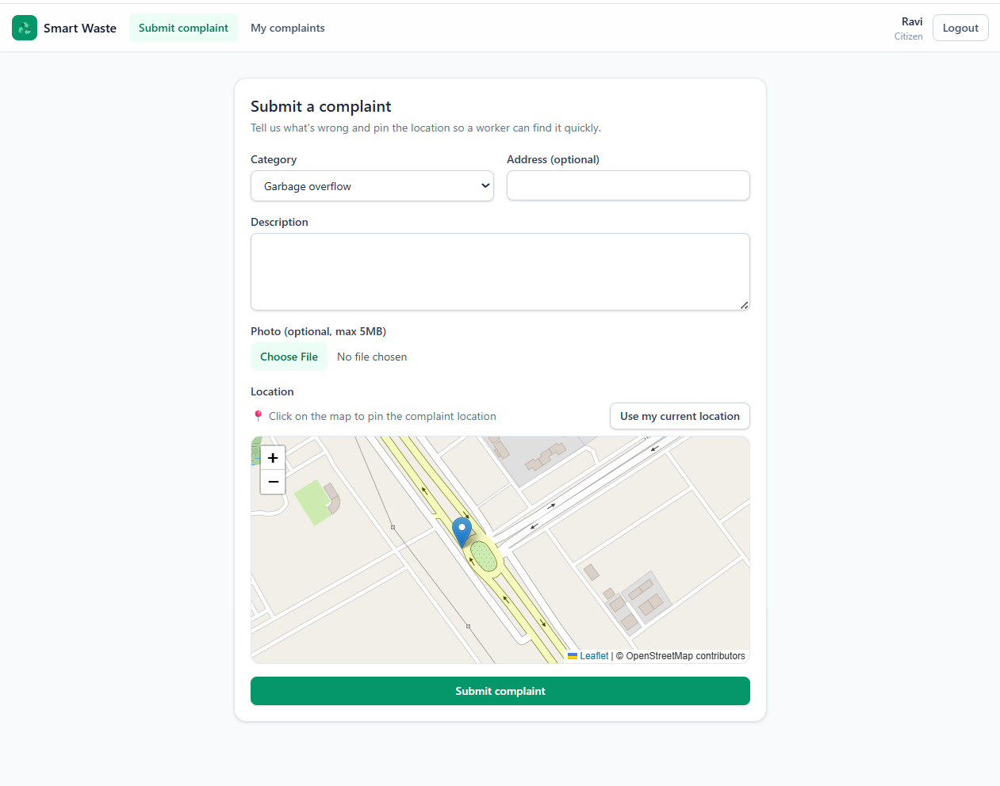 Smart Waste
Submit complaint
My complaints
Ravi
Citizen
Logout
Submit a complaint
Tell us what's wrong and pin the location so a worker can find it quickly.
Category
Address (optional)
Garbage overflow
Description
Photo (optional, max 5MB)
Choose File No file chosen
Location
Click on the map to pin the complaint location
Use my current location
+
−
Leaflet | © OpenStreetMap contributors
Submit complaint